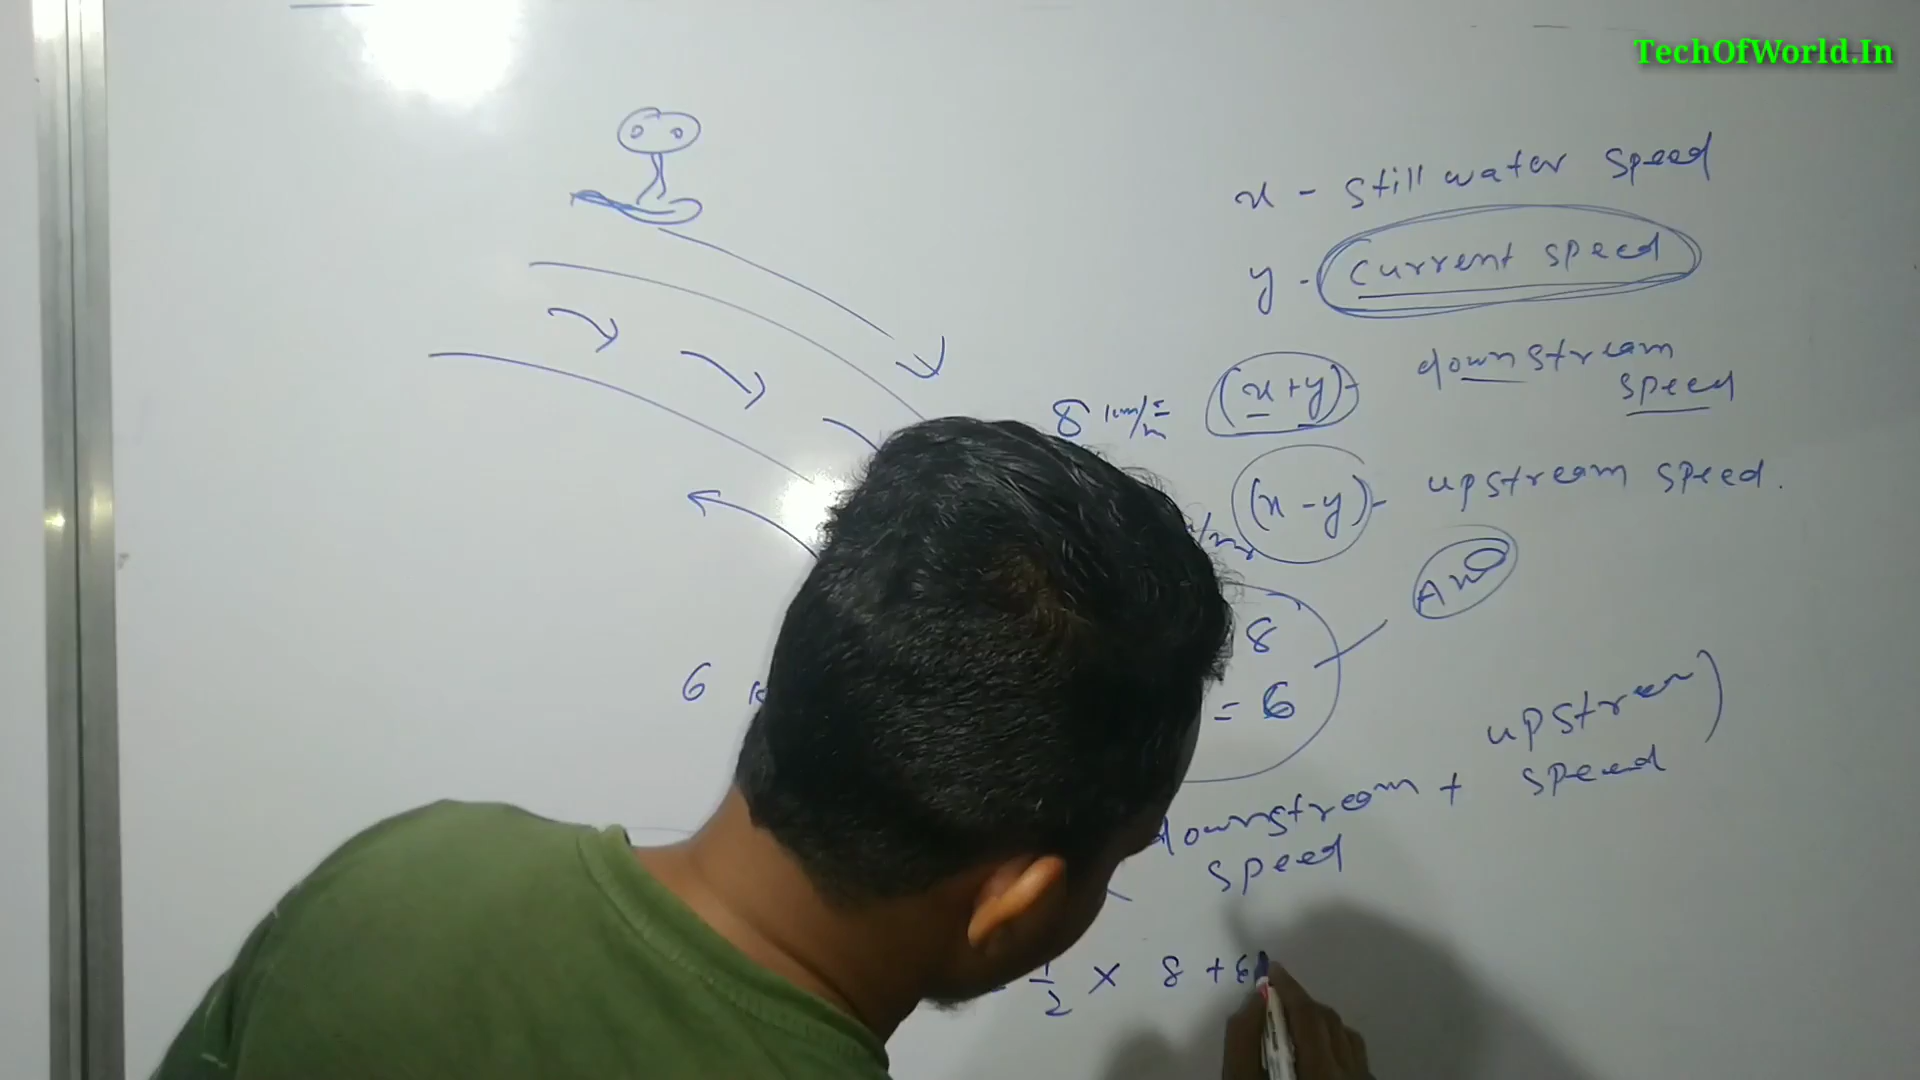 TechOfWorld.In
x - still water speed
y - current speed
8 km/
(x+y)- downstream
speed
(x-y)- upstream speed.
Ans
8
6
= 6
downstream + upstream)
speed speed
1/2 × 8 + 6